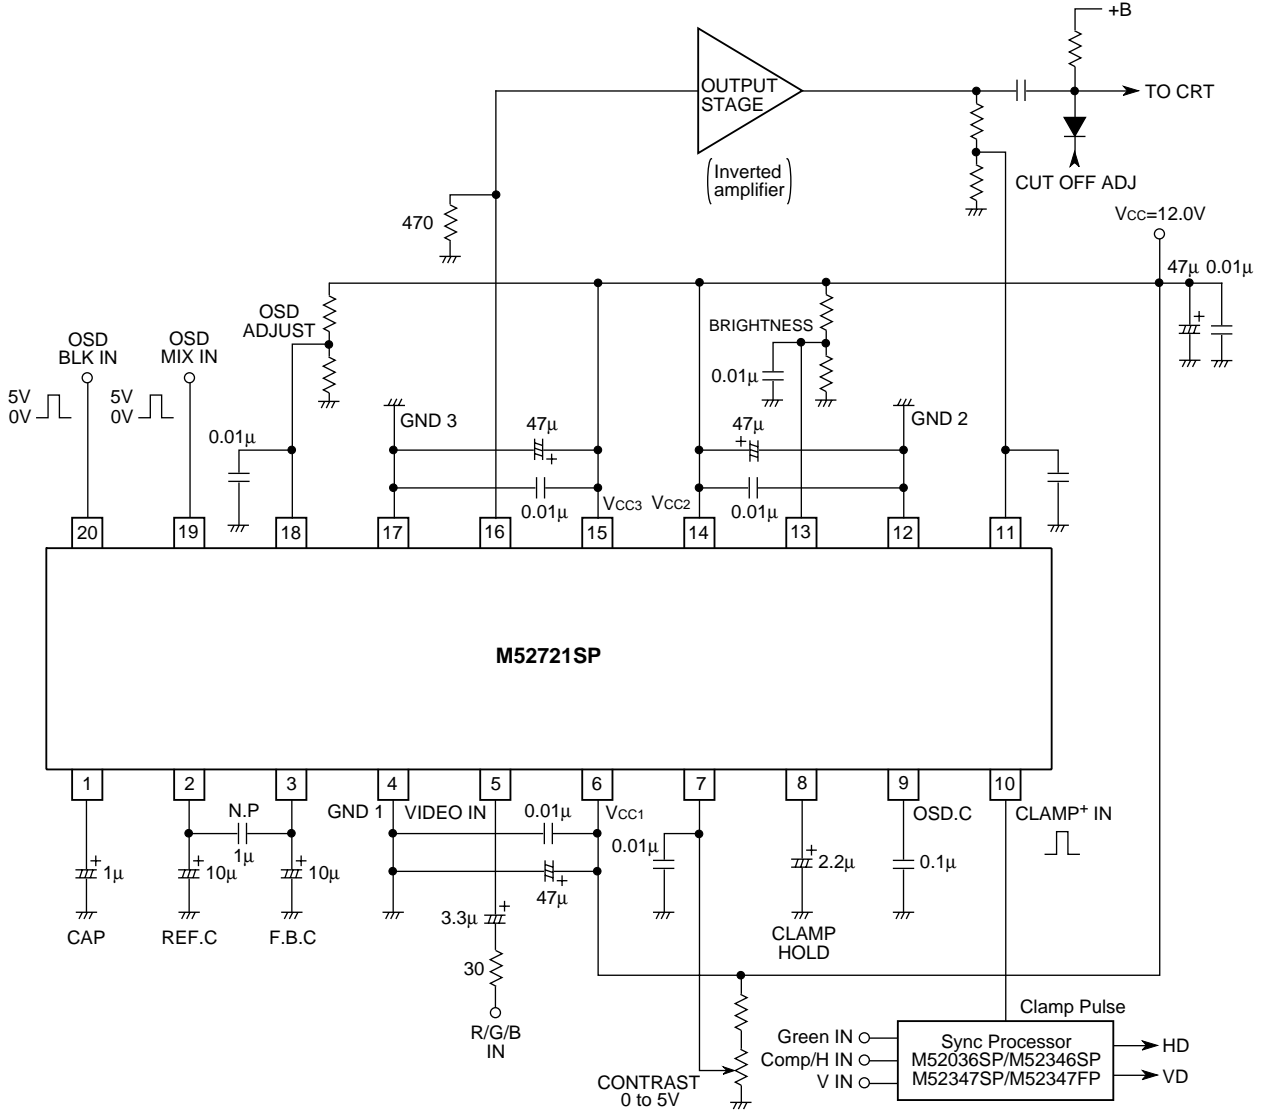 +B
OUTPUT
STAGE
TO CRT
(Inverted
amplifier)
CUT OFF ADJ
470
VCC=12.0V
47μ 0.01μ
+
OSD
ADJUST
BRIGHTNESS
OSD
BLK IN
OSD
MIX IN
0.01μ
5V
0V
5V
0V
GND 3
47μ
+
47μ
+
GND 2
0.01μ
0.01μ
VCC3
VCC2
0.01μ
20
19
18
17
16
15
14
13
12
11
M52721SP
1
2
3
4
5
6
7
8
9
10
N.P
1μ
GND 1
VIDEO IN
0.01μ
VCC1
OSD.C
CLAMP+ IN
0.01μ
+
1μ
+
10μ
+
10μ
+
47μ
+
2.2μ
0.1μ
CAP
REF.C
F.B.C
3.3μ
+
CLAMP
HOLD
30
R/G/B
IN
Clamp Pulse
Green IN
Comp/H IN
V IN
Sync Processor
M52036SP/M52346SP
M52347SP/M52347FP
HD
VD
CONTRAST
0 to 5V